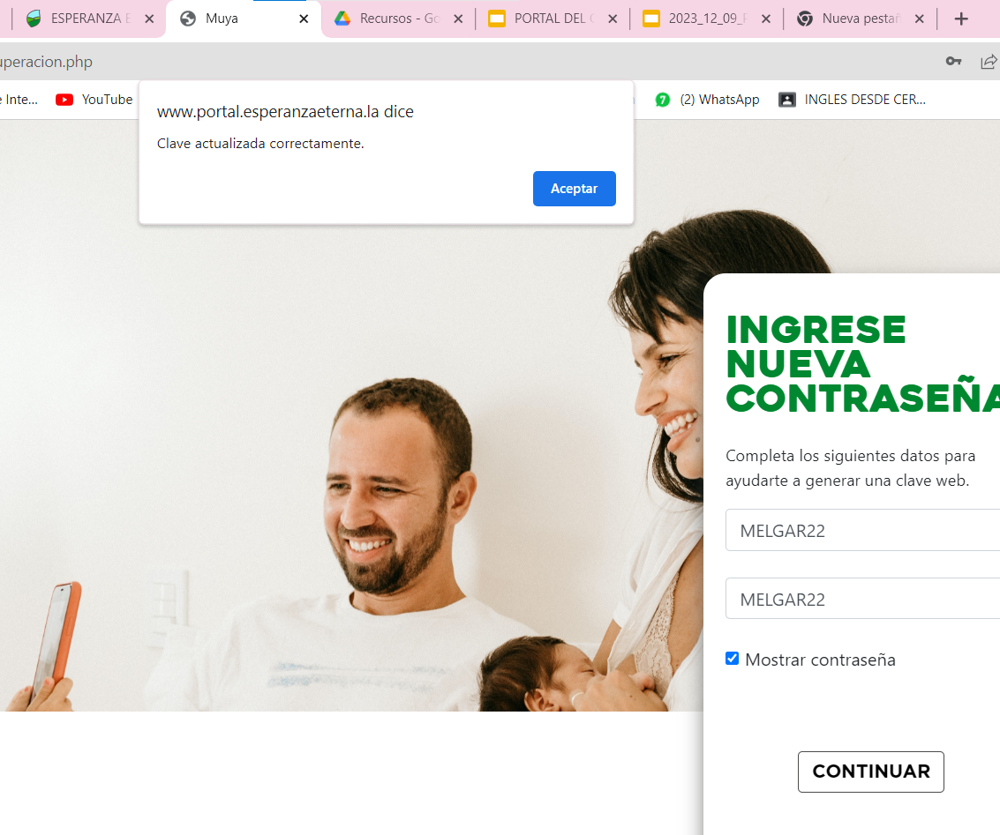 ESPERANZA E
Muya
Recursos - Go
PORTAL DEL C
2023_12_09_P
Nueva pestañ
uperacion.php
e Inte...
YouTube
(2) WhatsApp
INGLES DESDE CER...
www.portal.esperanzaeterna.la dice
Clave actualizada correctamente.
Aceptar
INGRESE
NUEVA
CONTRASEÑA
Completa los siguientes datos para
ayudarte a generar una clave web.
MELGAR22
MELGAR22
Mostrar contraseña
CONTINUAR